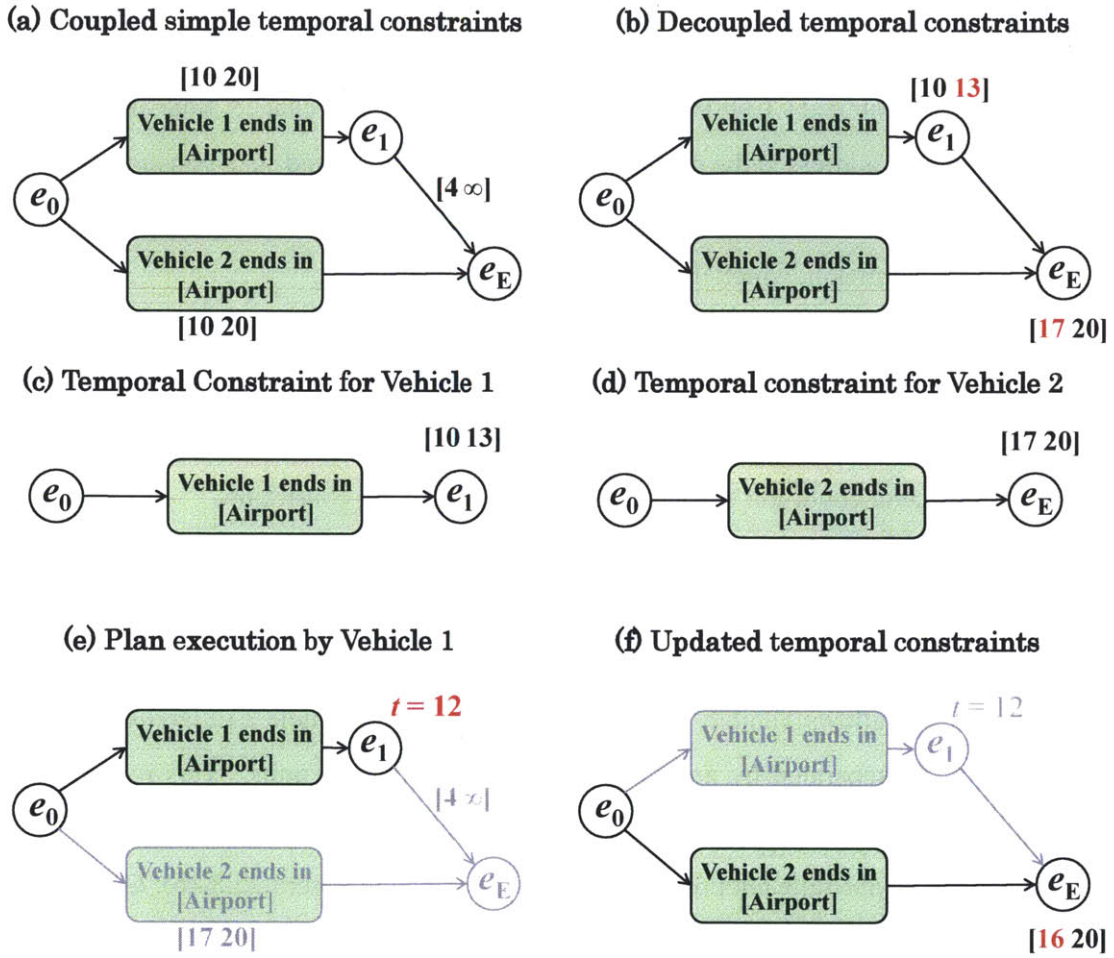 (a) Coupled simple temporal constraints
[10 20]
Vehicle 1 ends in
[Airport]
e1
e0
[4 ∞]
Vehicle 2 ends in
[Airport]
eE
[10 20]
(b) Decoupled temporal constraints
[10 13]
Vehicle 1 ends in
[Airport]
e1
e0
Vehicle 2 ends in
[Airport]
eE
[17 20]
(c) Temporal Constraint for Vehicle 1
[10 13]
e0
Vehicle 1 ends in
[Airport]
e1
(d) Temporal constraint for Vehicle 2
[17 20]
e0
Vehicle 2 ends in
[Airport]
eE
(e) Plan execution by Vehicle 1
t = 12
Vehicle 1 ends in
[Airport]
e1
e0
[4 ∞]
Vehicle 2 ends in
[Airport]
eE
[17 20]
(f) Updated temporal constraints
t = 12
Vehicle 1 ends in
[Airport]
e1
e0
Vehicle 2 ends in
[Airport]
eE
[16 20]